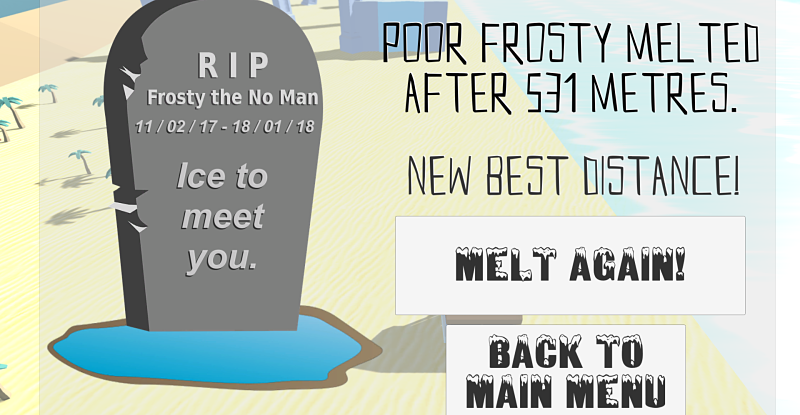 R I P
Frosty the No Man
11 / 02 / 17 - 18 / 01 / 18
Ice to
meet
you.
POOR FROSTY MELTED
AFTER 531 METRES.
NEW BEST DISTANCE!
MELT AGAIN!
BACK TO
MAIN MENU